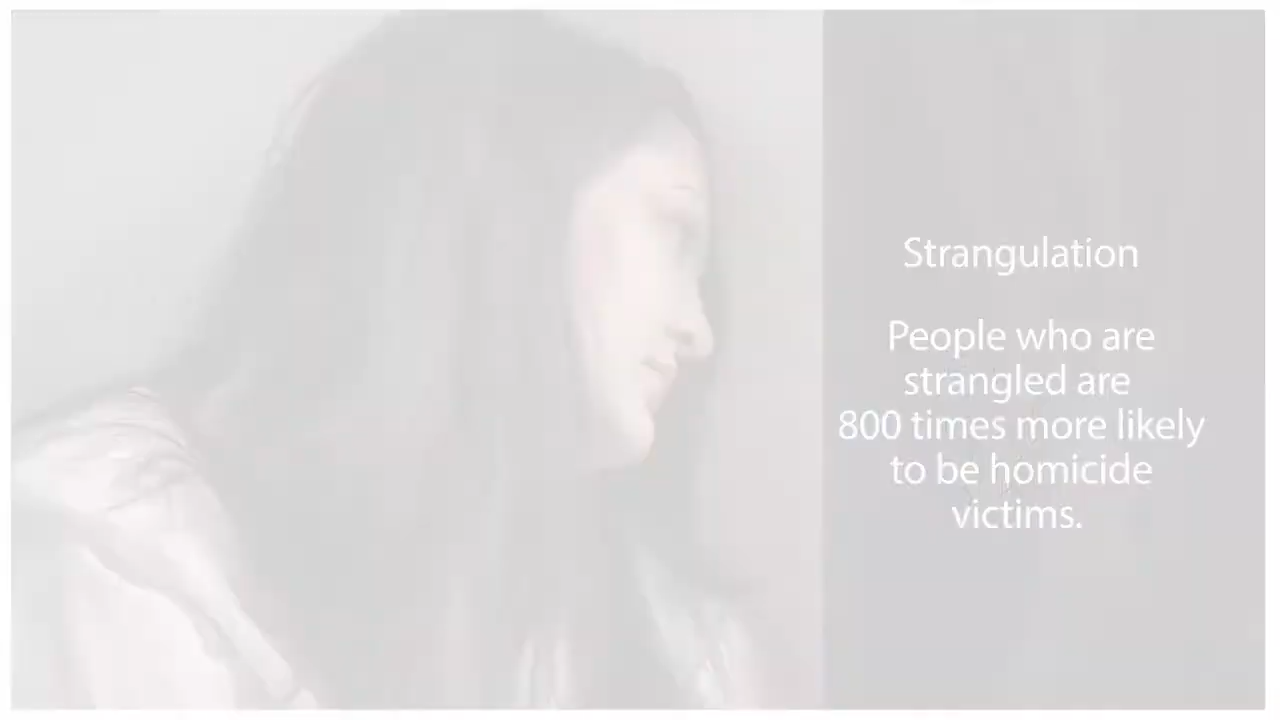 Strangulation
People who are
strangled are
800 times more likely
to be homicide
victims.